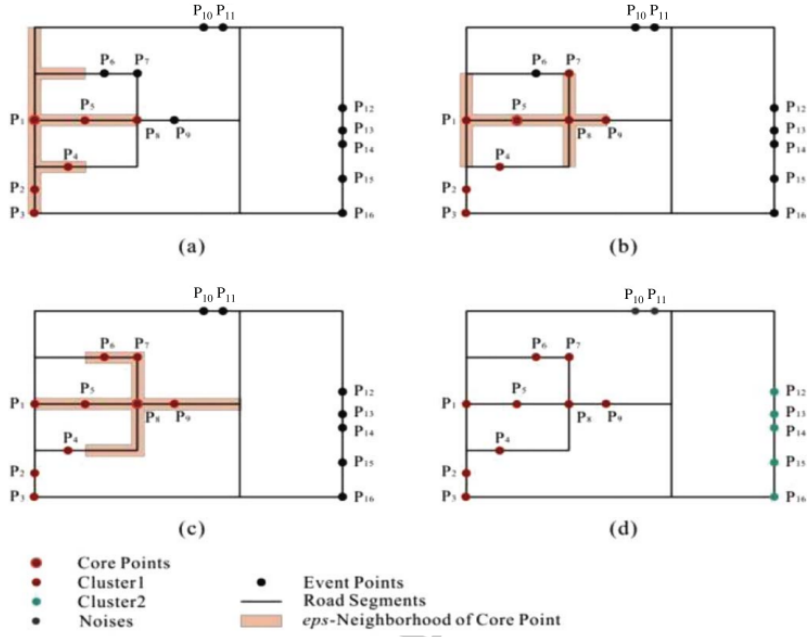 P10 P11 P10 P11
P6 P7 P6 P7
P1 P5 P8 P9 P12 P1 P5 P8 P9 P12
P13 P13
P4 P14 P4 P14
P2 P15 P2 P15
P3 P16 P3 P16
(a) (b)
P10 P11 P10 P11
P6 P7 P6 P7
P1 P5 P8 P9 P12 P1 P5 P8 P9 P12
P13 P13
P4 P14 P4 P14
P2 P15 P2 P15
P3 P16 P3 P16
(c) (d)
Core Points
Cluster1 Event Points
Cluster2 Road Segments
Noises eps-Neighborhood of Core Point